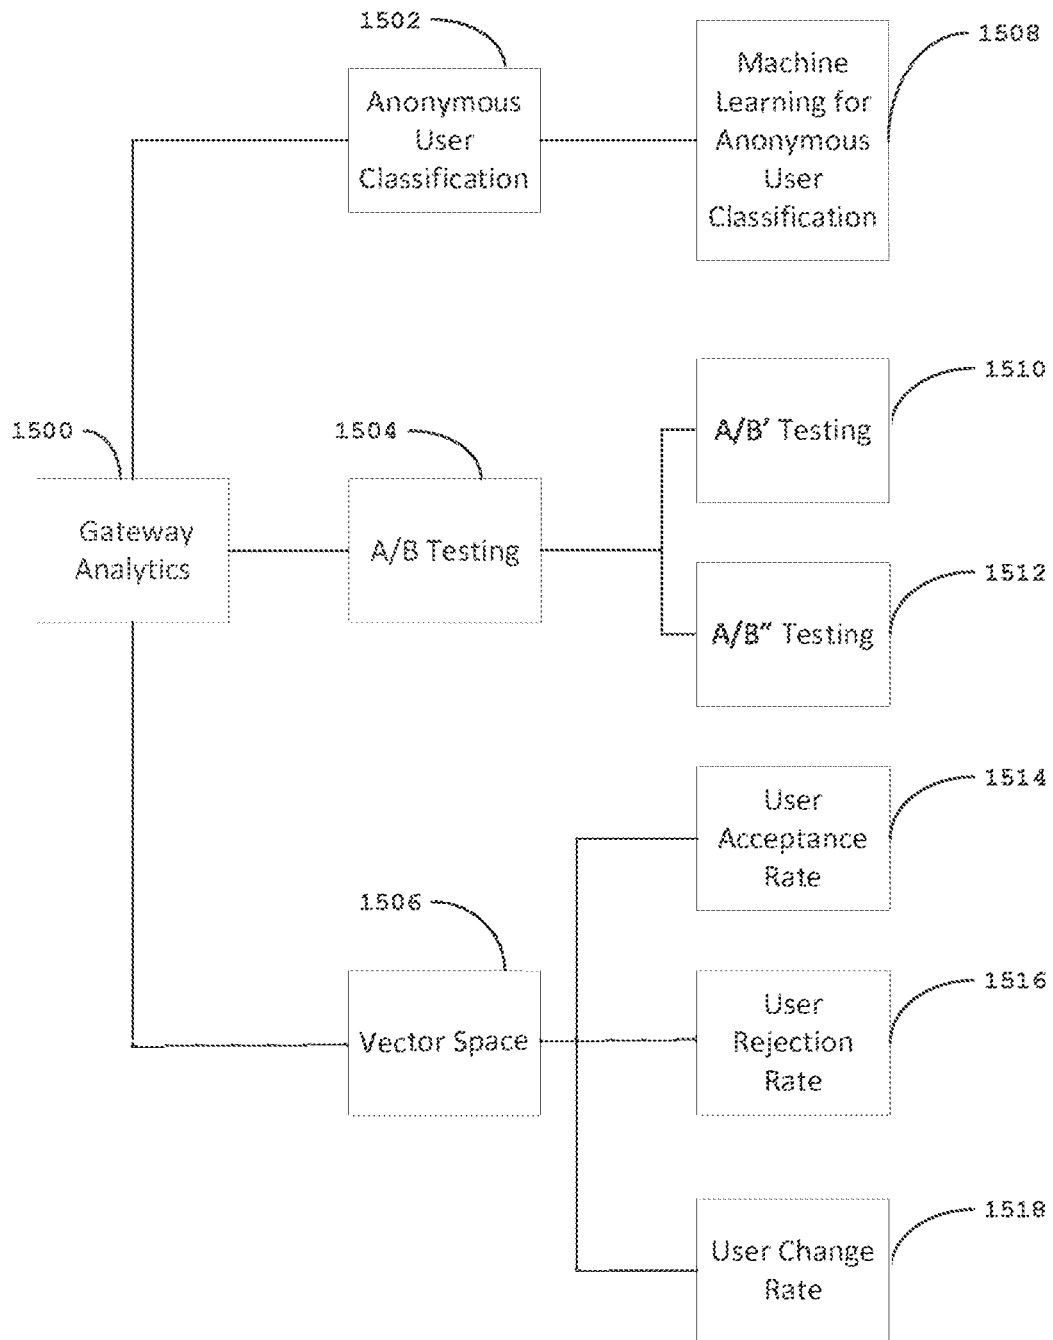 1502
Anonymous
User
Classification
1508
Machine
Learning for
Anonymous
User
Classification
1500
Gateway
Analytics
1504
A/B Testing
1510
A/B′ Testing
1512
A/B″ Testing
1506
Vector Space
1514
User
Acceptance
Rate
1516
User
Rejection
Rate
1518
User Change
Rate